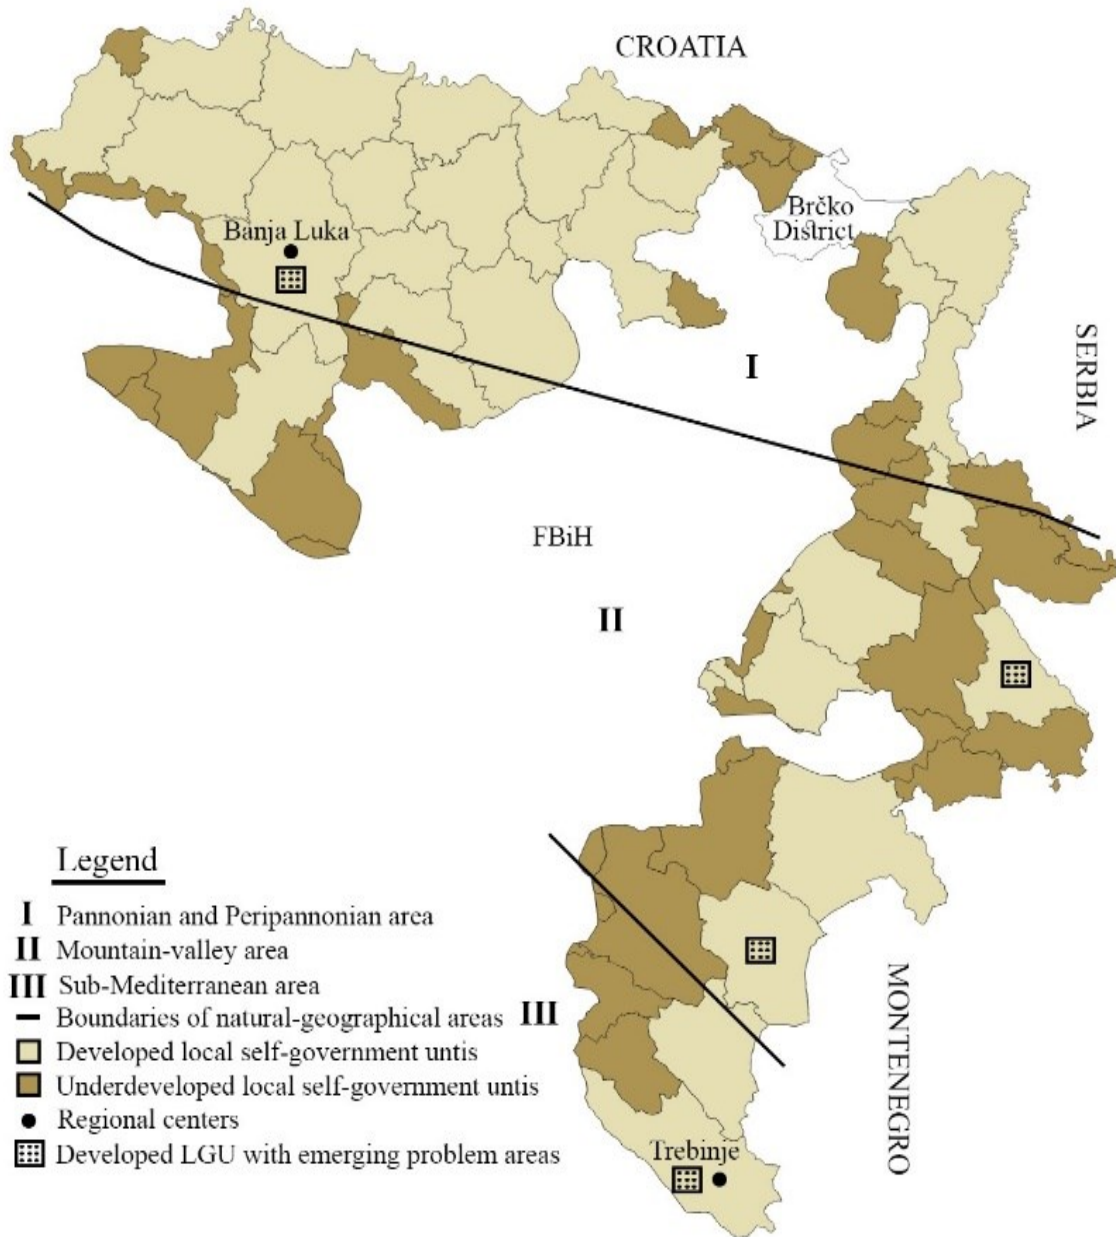 CROATIA
Brčko
District
Banja Luka
SERBIA
I
FBiH
II
Legend
I Pannonian and Peripannonian area
II Mountain-valley area
III Sub-Mediterranean area
Boundaries of natural-geographical areas
III
Developed local self-government untis
Underdeveloped local self-government untis
Regional centers
Developed LGU with emerging problem areas
MONTENEGRO
Trebinje